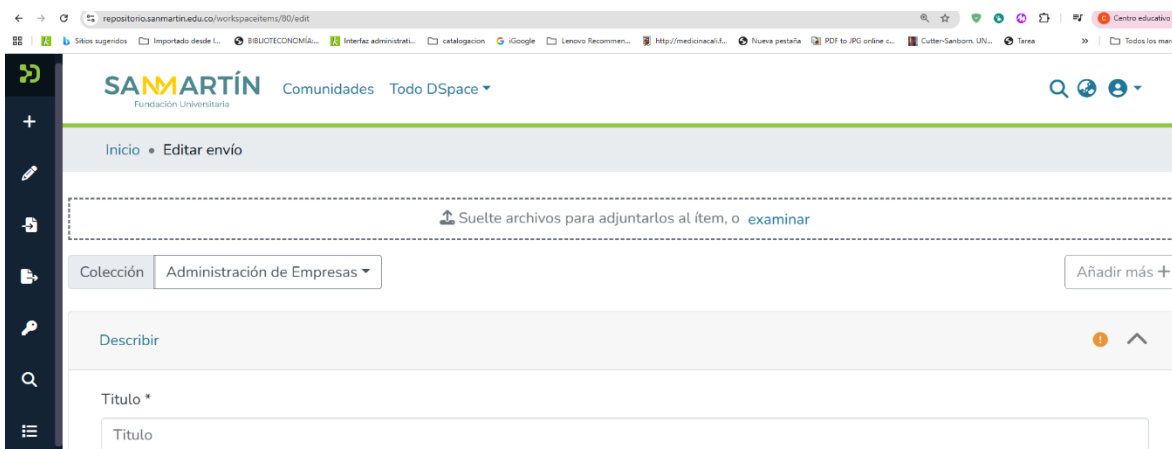 repositorio.sanmartin.edu.co/workspaceitems/80/edit
Centro educativo
Sitios sugeridos Importado desde I... BIBLIOTECONOMÍA:... Interfaz administrati... catalogacion iGoogle Lenovo Recommen... http://medicinacali.f... Nueva pestaña PDF to JPG online c... Cutter-Sanborn. UN... Tarea » Todos los mar
SANMARTÍN
Fundación Universitaria
Comunidades Todo DSpace
Inicio • Editar envío
Suelte archivos para adjuntarlos al ítem, o examinar
Colección Administración de Empresas Añadir más +
Describir
Titulo *
Titulo